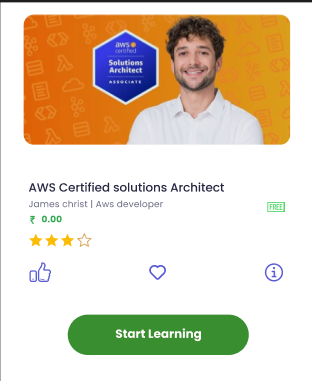 aws
certified
Solutions
Architect
ASSOCIATE
AWS Certified solutions Architect
James christ | Aws developer
FREE
₹ 0.00
Start Learning